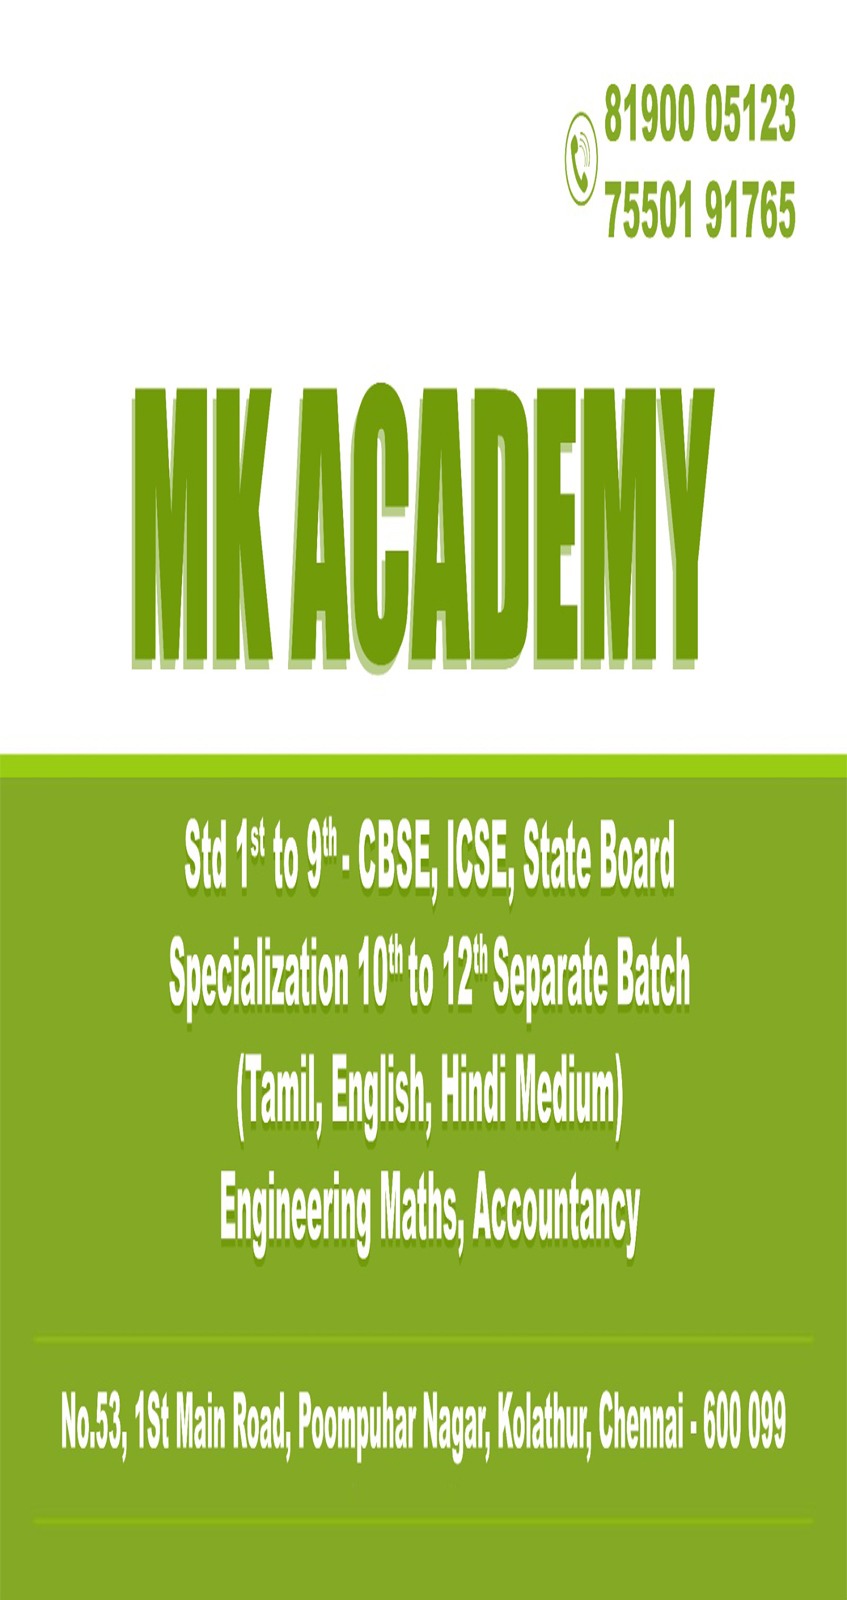 81900 05123
75501 91765
MK ACADEMY
Std 1st to 9th - CBSE, ICSE, State Board
Specialization 10th to 12th Separate Batch
(Tamil, English, Hindi Medium)
Engineering Maths, Accountancy
No.53, 1St Main Road, Poompuhar Nagar, Kolathur, Chennai - 600 099